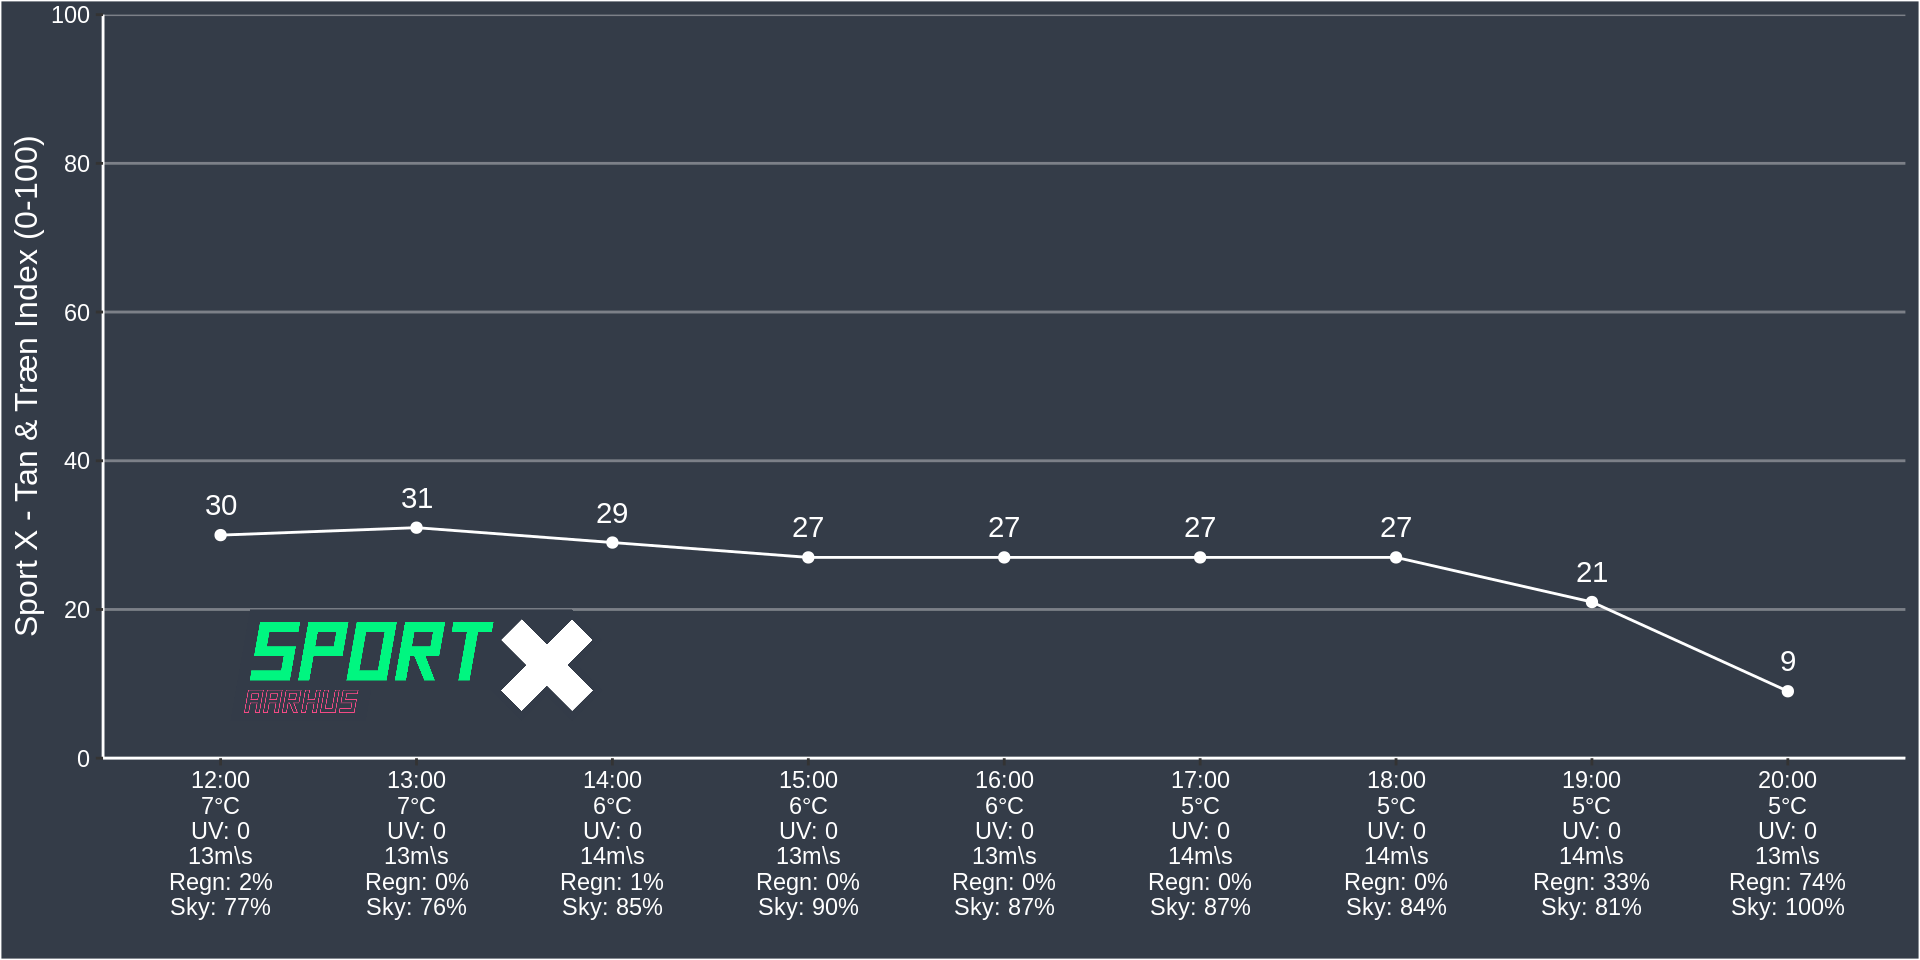 Sport X - Tan & Træn Index (0-100)
100
80
60
40
20
0
30
31
29
27
27
27
27
21
9
SPORT X
AARHUS
12:00 13:00 14:00 15:00 16:00 17:00 18:00 19:00 20:00
7°C 7°C 6°C 6°C 6°C 5°C 5°C 5°C 5°C
UV: 0 UV: 0 UV: 0 UV: 0 UV: 0 UV: 0 UV: 0 UV: 0 UV: 0
13m\s 13m\s 14m\s 13m\s 13m\s 14m\s 14m\s 14m\s 13m\s
Regn: 2% Regn: 0% Regn: 1% Regn: 0% Regn: 0% Regn: 0% Regn: 0% Regn: 33% Regn: 74%
Sky: 77% Sky: 76% Sky: 85% Sky: 90% Sky: 87% Sky: 87% Sky: 84% Sky: 81% Sky: 100%